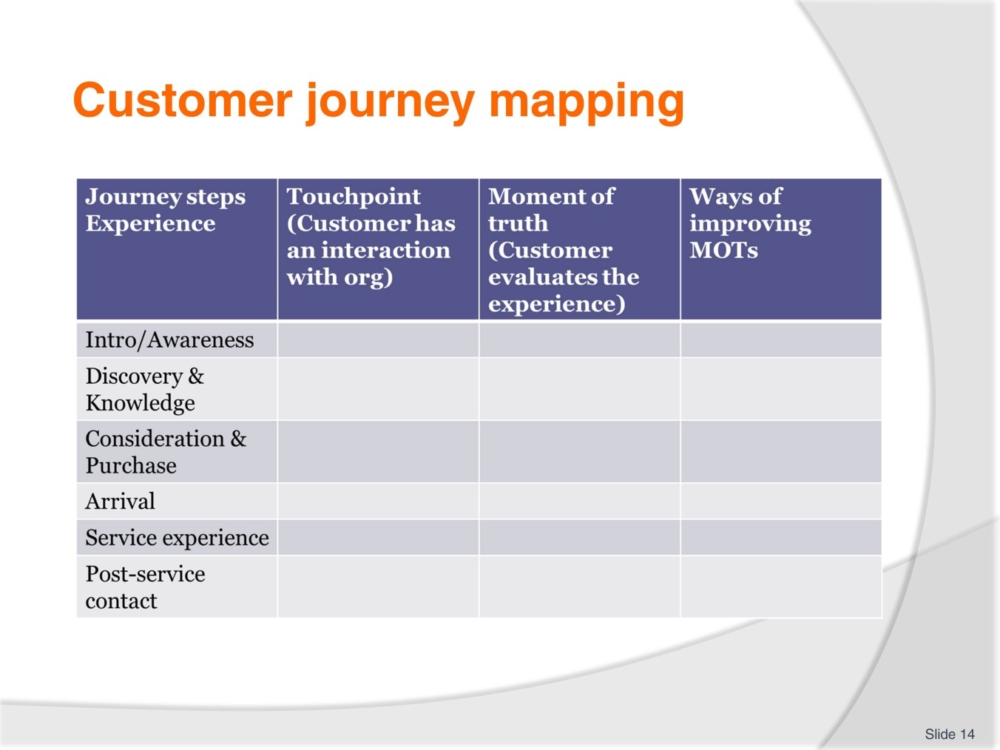 Customer journey mapping
Journey steps
Experience
Touchpoint
(Customer has
an interaction
with org)
Moment of
truth
(Customer
evaluates the
experience)
Ways of
improving
MOTs
Intro/Awareness
Discovery &
Knowledge
Consideration &
Purchase
Arrival
Service experience
Post-service
contact
Slide 14